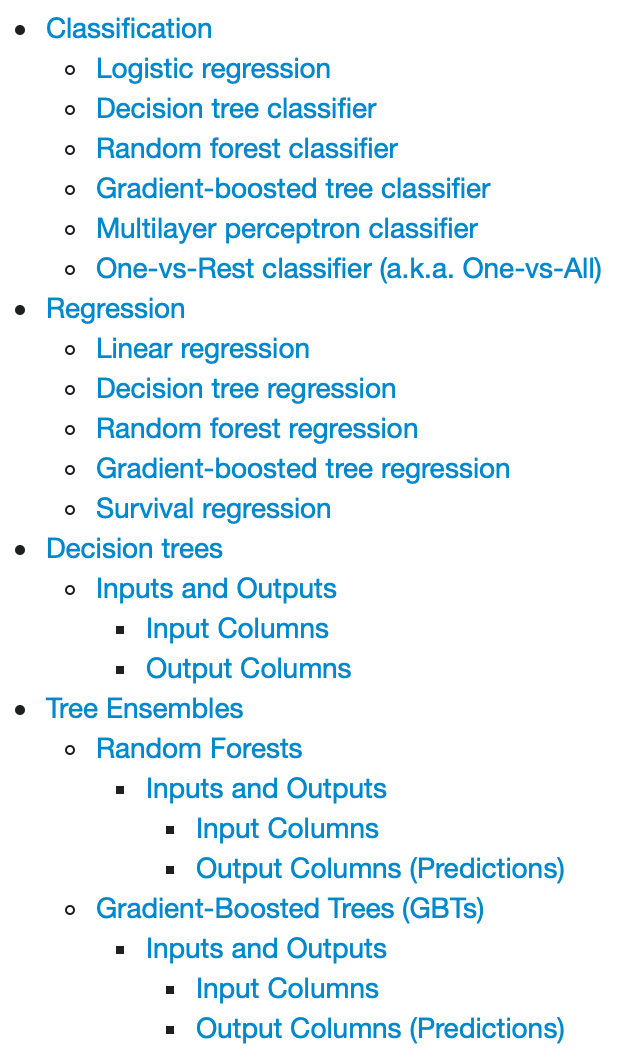 Classification
Logistic regression
Decision tree classifier
Random forest classifier
Gradient-boosted tree classifier
Multilayer perceptron classifier
One-vs-Rest classifier (a.k.a. One-vs-All)
Regression
Linear regression
Decision tree regression
Random forest regression
Gradient-boosted tree regression
Survival regression
Decision trees
Inputs and Outputs
Input Columns
Output Columns
Tree Ensembles
Random Forests
Inputs and Outputs
Input Columns
Output Columns (Predictions)
Gradient-Boosted Trees (GBTs)
Inputs and Outputs
Input Columns
Output Columns (Predictions)